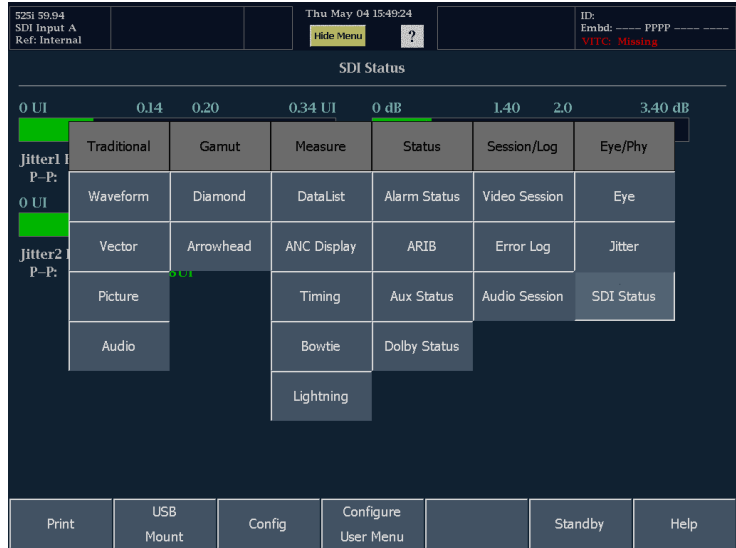 525i 59.94
SDI Input A
Ref: Internal
Thu May 04 15:49:24
Hide Menu
?
ID:
Embd: ---- PPPP ---- ----
VITC: Missing
SDI Status
0 UI 0.14 0.20 0.34 UI 0 dB 1.40 2.0 3.40 dB
Traditional Gamut Measure Status Session/Log Eye/Phy
Jitter1
P-P:
Waveform Diamond DataList Alarm Status Video Session Eye
0 UI
Vector Arrowhead ANC Display ARIB Error Log Jitter
Jitter2
P-P:
UI
Picture Timing Aux Status Audio Session SDI Status
Audio Bowtie Dolby Status
Lightning
Print USB Mount Config Configure User Menu Standby Help